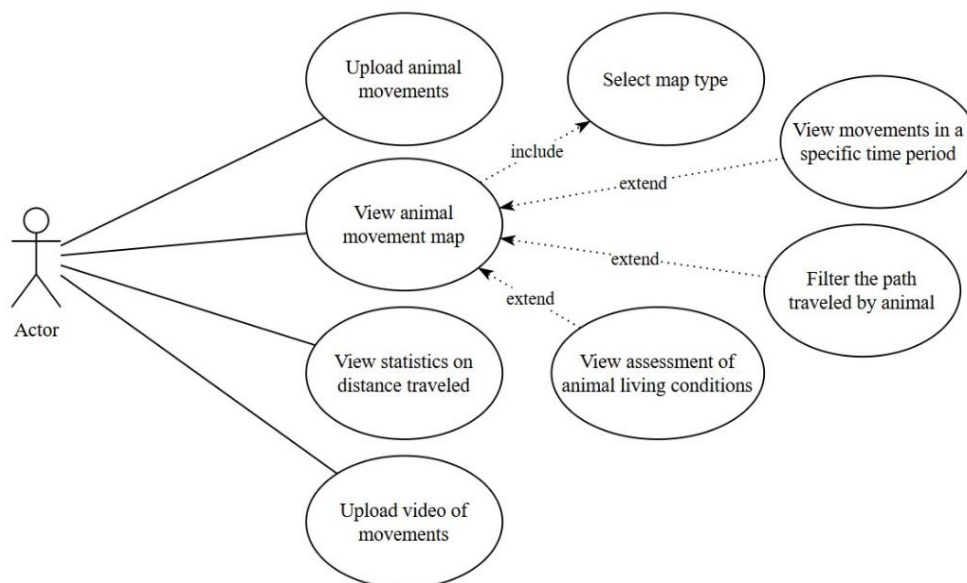 Upload animal
movements
Select map type
View movements in a
specific time period
include
extend
View animal
movement map
extend
Filter the path
traveled by animal
extend
Actor
View statistics on
distance traveled
View assessment of
animal living conditions
Upload video of
movements